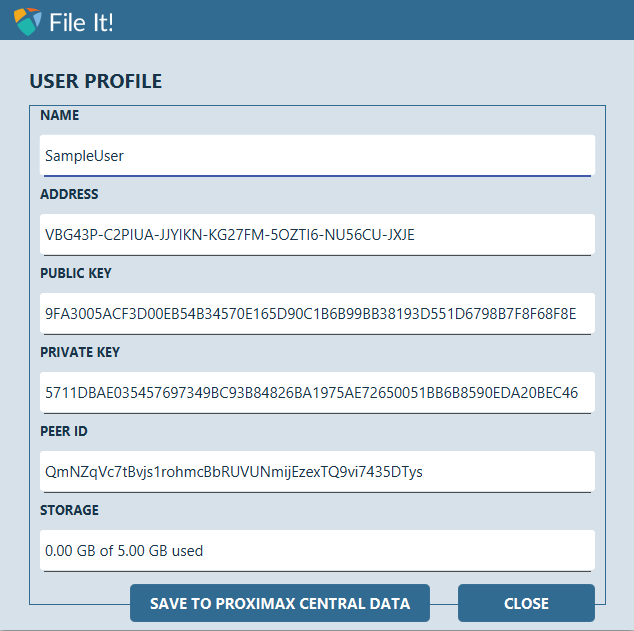 File It!
USER PROFILE
NAME
SampleUser
ADDRESS
VBG43P-C2PIUA-JJYIKN-KG27FM-5OZTI6-NU56CU-JXJE
PUBLIC KEY
9FA3005ACF3D00EB54B34570E165D90C1B6B99BB38193D551D6798B7F8F68F8E
PRIVATE KEY
5711DBAE035457697349BC93B84826BA1975AE72650051BB6B8590EDA20BEC46
PEER ID
QmNZqVc7tBvjs1rohmcBbRUVUNmijEzexTQ9vi7435DTys
STORAGE
0.00 GB of 5.00 GB used
SAVE TO PROXIMAX CENTRAL DATA
CLOSE